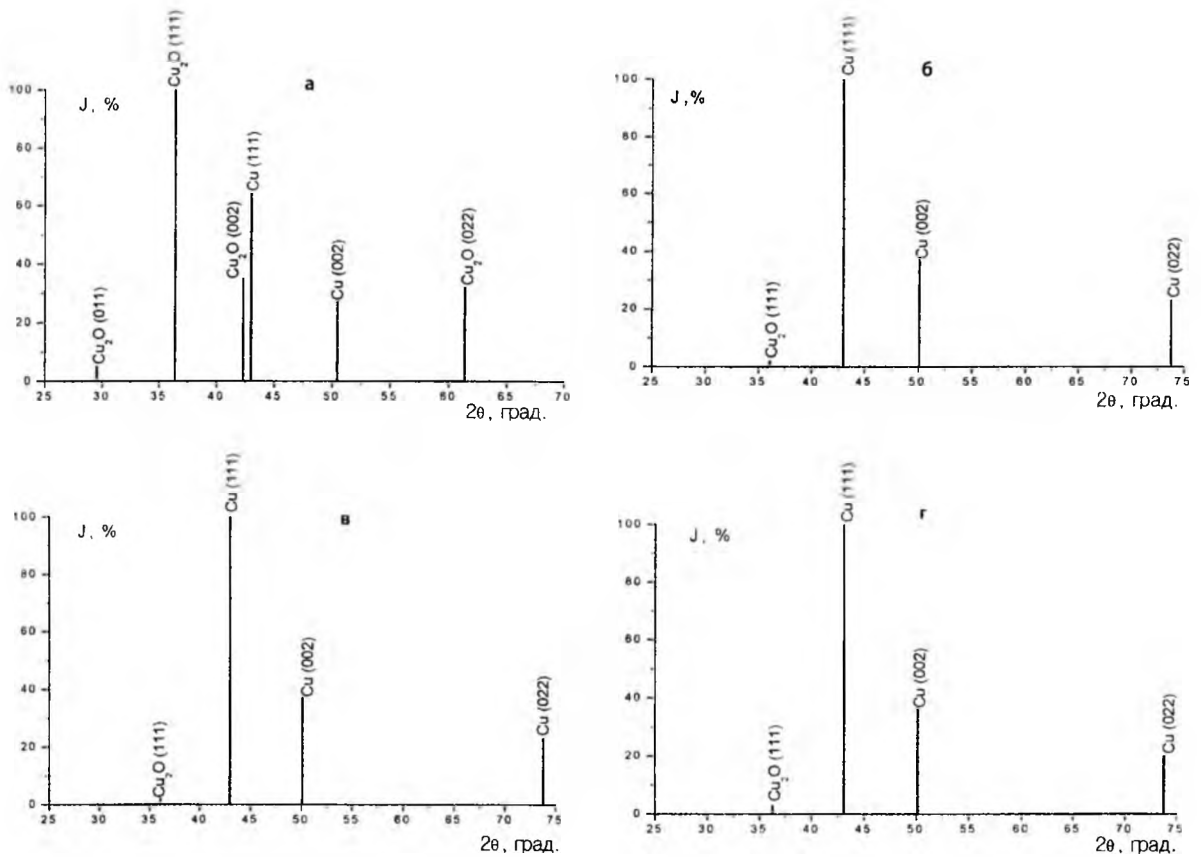 а
J, %
Cu₂O (011)
Cu₂O (111)
Cu₂O (002)
Cu (111)
Cu (002)
Cu₂O (022)
100
80
60
40
20
0
25 30 35 40 45 50 55 60 65 70
2θ, град.
б
J, %
Cu₂O (111)
Cu (111)
Cu (002)
Cu (022)
100
80
60
40
20
0
25 30 35 40 45 50 55 60 65 70 75
2θ, град.
в
J, %
Cu₂O (111)
Cu (111)
Cu (002)
Cu (022)
100
80
60
40
20
0
25 30 35 40 45 50 55 60 65 70 75
2θ, град.
г
J, %
Cu₂O (111)
Cu (111)
Cu (002)
Cu (022)
100
80
60
40
20
0
25 30 35 40 45 50 55 60 65 70 75
2θ, град.